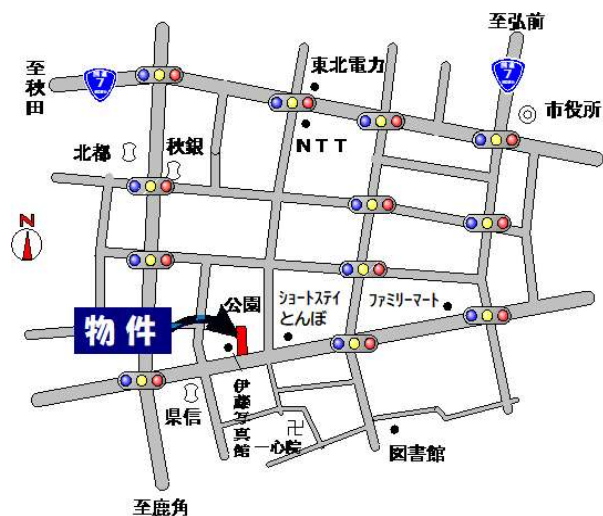 至弘前
7
至秋田
7
東北電力
市役所
NTT
北都
秋銀
N
公園
ショートステイ
とんぼ
ファミリーマート
物件
伊藤写真館
県信
一心院
図書館
至鹿角